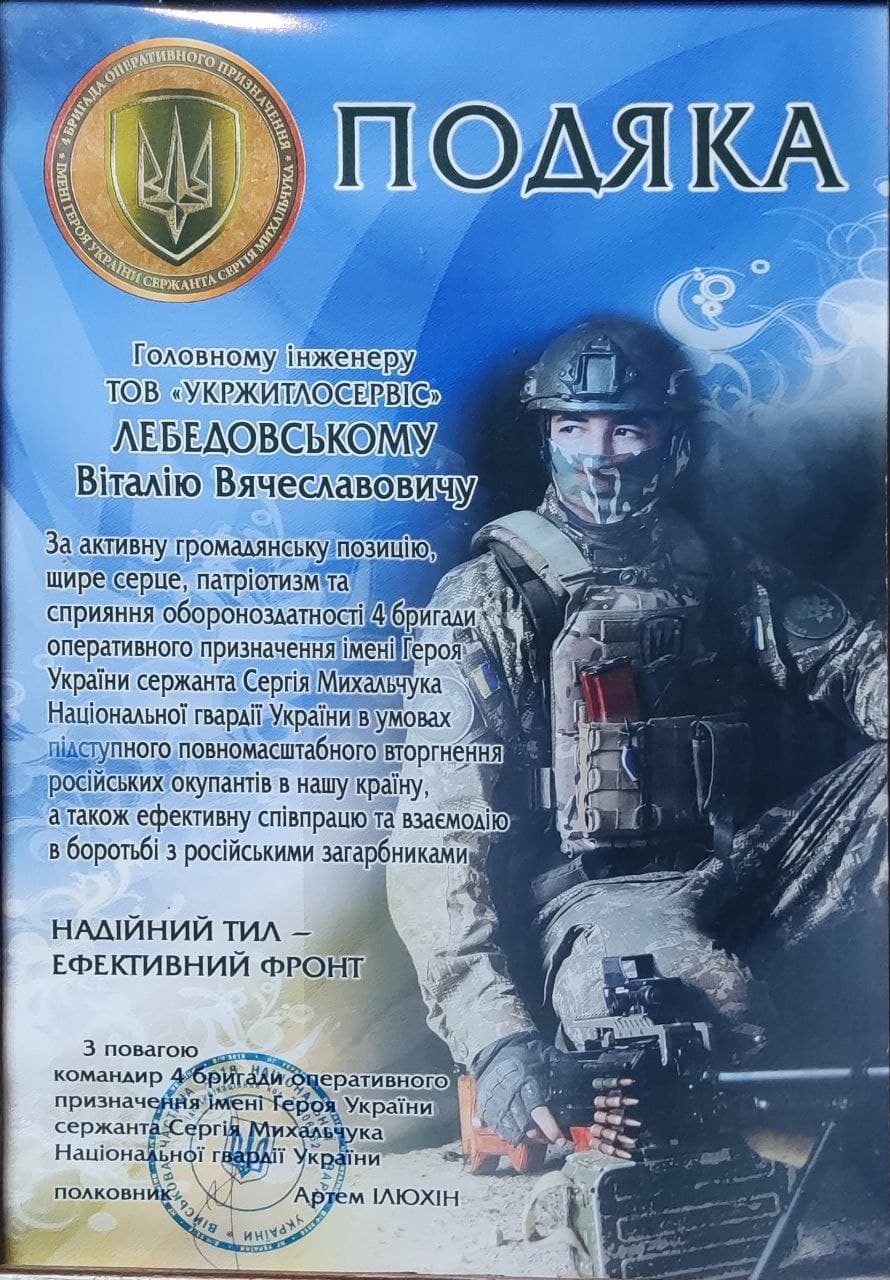 4 БРИГАДА ОПЕРАТИВНОГО ПРИЗНАЧЕННЯ
* ІМЕНІ ГЕРОЯ УКРАЇНИ СЕРЖАНТА СЕРГІЯ МИХАЛЬЧУКА *
ПОДЯКА
Головному інженеру
ТОВ «УКРЖИТЛОСЕРВІС»
ЛЕБЕДОВСЬКОМУ
Віталію Вячеславовичу
За активну громадянську позицію,
щире серце, патріотизм та
сприяння обороноздатності 4 бригади
оперативного призначення імені Героя
України сержанта Сергія Михальчука
Національної гвардії України в умовах
підступного повномасштабного вторгнення
російських окупантів в нашу країну,
а також ефективну співпрацю та взаємодію
в боротьбі з російськими загарбниками
НАДІЙНИЙ ТИЛ –
ЕФЕКТИВНИЙ ФРОНТ
З повагою
командир 4 бригади оперативного
призначення імені Героя України
сержанта Сергія Михальчука
Національної гвардії України
полковник Артем ІЛЮХІН